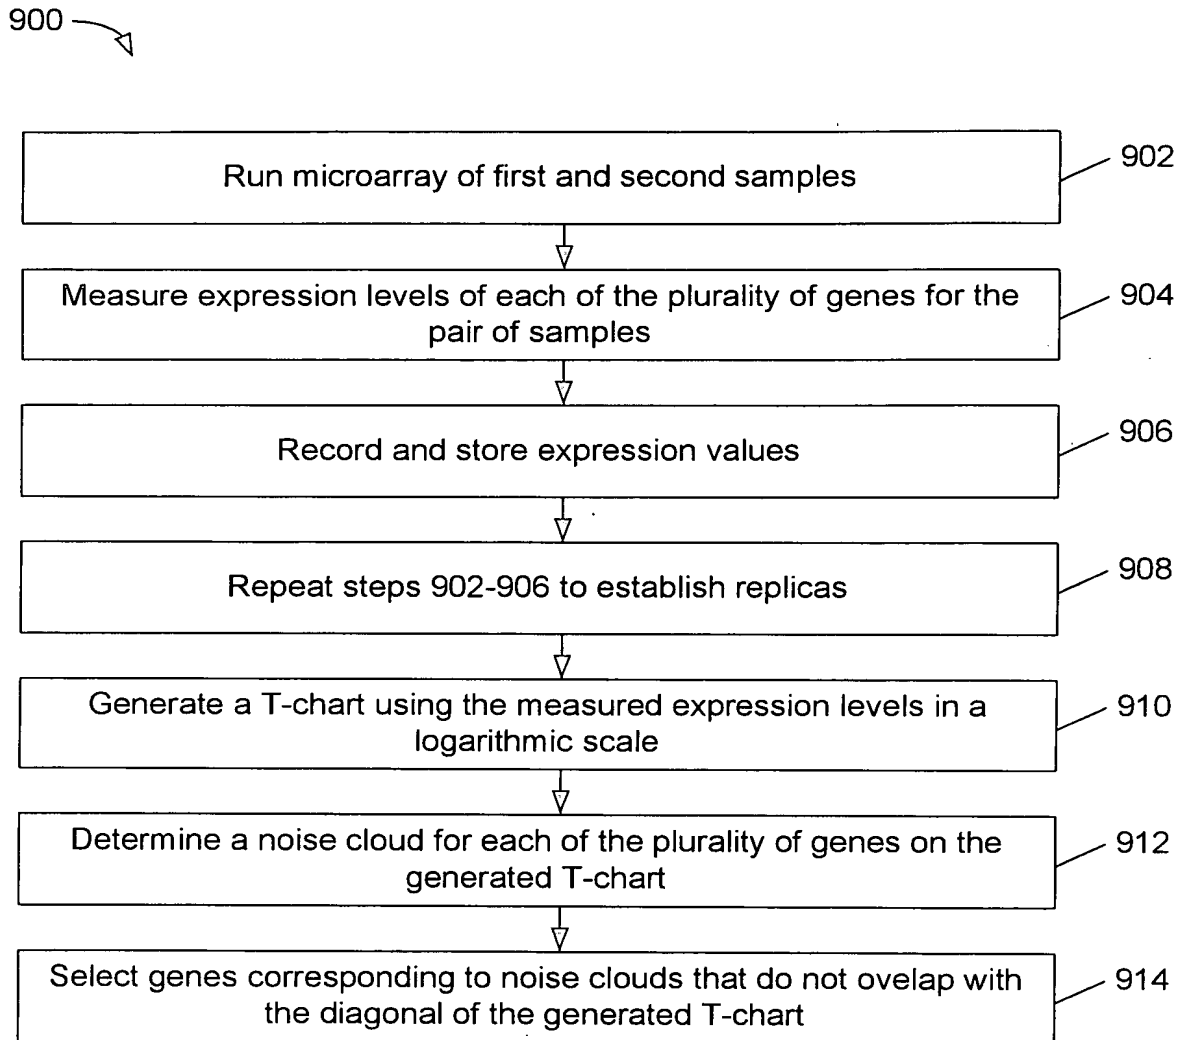 900
Run microarray of first and second samples
902
Measure expression levels of each of the plurality of genes for the
pair of samples
904
Record and store expression values
906
Repeat steps 902-906 to establish replicas
908
Generate a T-chart using the measured expression levels in a
logarithmic scale
910
Determine a noise cloud for each of the plurality of genes on the
generated T-chart
912
Select genes corresponding to noise clouds that do not ovelap with
the diagonal of the generated T-chart
914